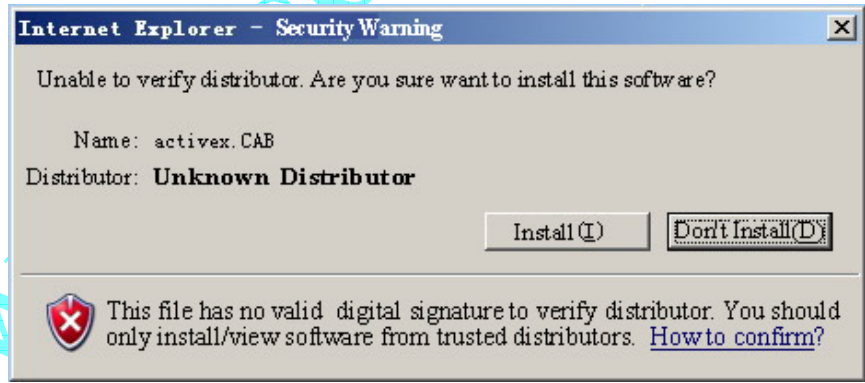 Internet Explorer - Security Warning
Unable to verify distributor. Are you sure want to install this software?
Name: activex.CAB
Distributor: Unknown Distributor
Install(I) Don't Install(D)
This file has no valid digital signature to verify distributor. You should
only install/view software from trusted distributors. How to confirm?